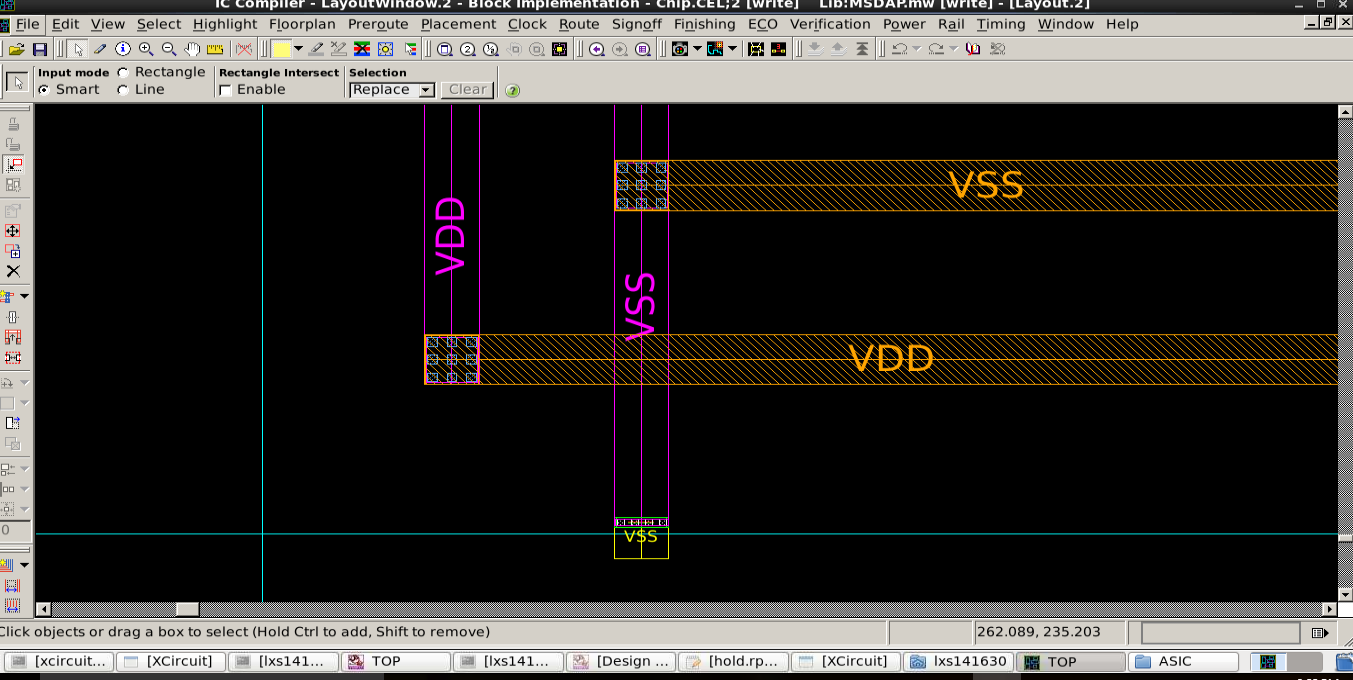 IC Compiler - LayoutWindow.2 - Block Implementation - Chip.CEL;2 [write] Lib:MSDAP.mw [write] - [Layout.2]
File Edit View Select Highlight Floorplan Preroute Placement Clock Route Signoff Finishing ECO Verification Power Rail Timing Window Help
Input mode Rectangle Rectangle Intersect Selection
Smart Line Enable Replace Clear
VSS
VDD
VSS
VDD
VSS
0
Click objects or drag a box to select (Hold Ctrl to add, Shift to remove) 262.089, 235.203
[xcircuit... [XCircuit] [lxs141... TOP [lxs141... [Design ... [hold.rp... [XCircuit] lxs141630 TOP ASIC